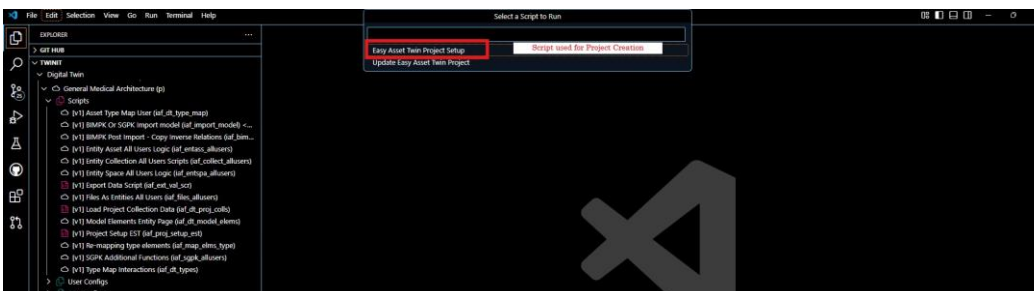 File Edit Selection View Go Run Terminal Help
Select a Script to Run
EXPLORER
GIT HUB
TWINIT
Digital Twin
General Medical Architecture (p)
Scripts
[v1] Asset Type Map User (iaf_dt_type_map)
[v1] BIMPK Or SGPK Import model (iaf_import_model) <...
[v1] BIMPK Post Import - Copy Inverse Relations (iaf_bim...
[v1] Entity Asset All Users Logic (iaf_entass_allusers)
[v1] Entity Collection All Users Scripts (iaf_collect_allusers)
[v1] Entity Space All Users Logic (iaf_entspa_allusers)
[v1] Export Data Script (iaf_ext_val_scr)
[v1] Files As Entities All Users (iaf_files_allusers)
[v1] Load Project Collection Data (iaf_dt_proj_colls)
[v1] Model Elements Entity Page (iaf_dt_model_elems)
[v1] Project Setup EST (iaf_proj_setup_est)
[v1] Re-mapping type elements (iaf_map_elms_type)
[v1] SGPK Additional Functions (iaf_sgpk_allusers)
[v1] Type Map Interactions (iaf_dt_types)
User Configs
Easy Asset Twin Project Setup
Script used for Project Creation
Update Easy Asset Twin Project